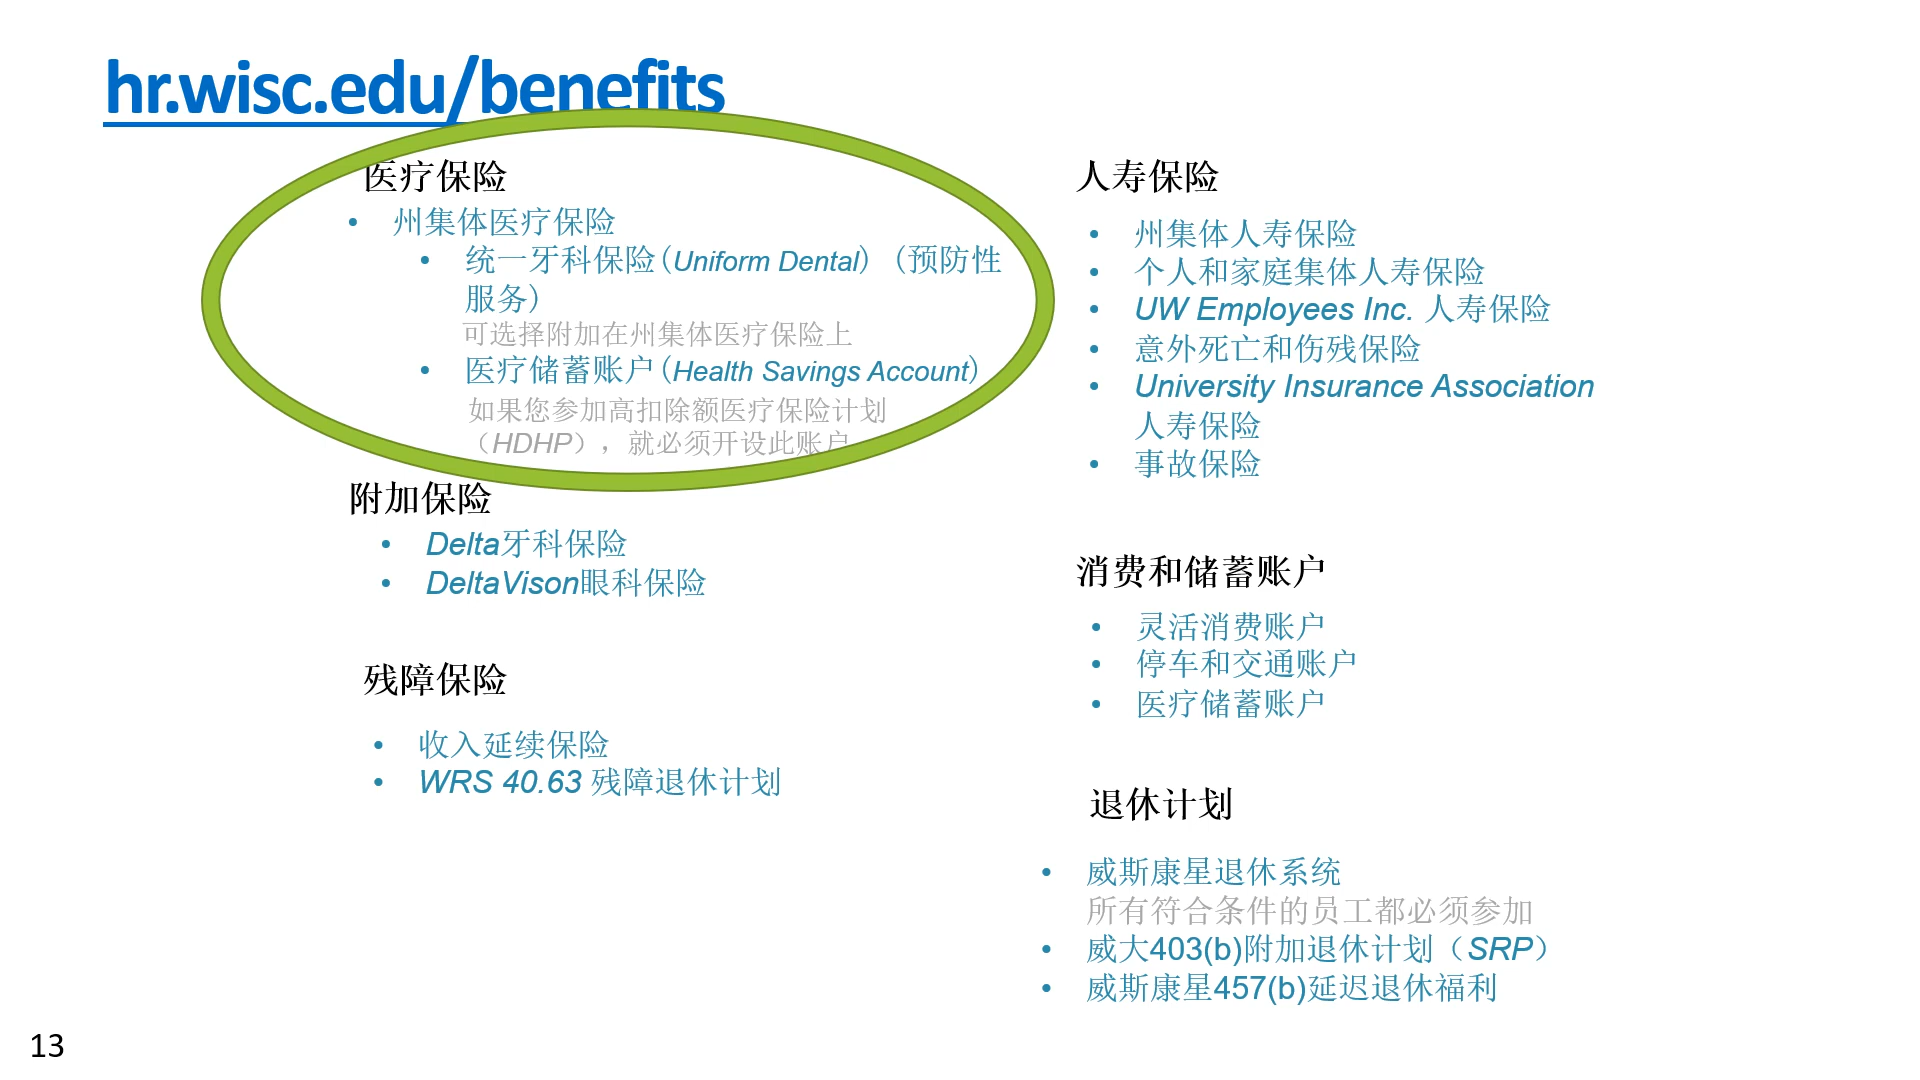 hr.wisc.edu/benefits
医疗保险
• 州集体医疗保险
• 统一牙科保险(Uniform Dental) (预防性
服务)
可选择附加在州集体医疗保险上
• 医疗储蓄账户(Health Savings Account)
如果您参加高扣除额医疗保险计划
（HDHP），就必须开设此账户
附加保险
• Delta牙科保险
• DeltaVison眼科保险
残障保险
• 收入延续保险
• WRS 40.63 残障退休计划
人寿保险
• 州集体人寿保险
• 个人和家庭集体人寿保险
• UW Employees Inc. 人寿保险
• 意外死亡和伤残保险
• University Insurance Association
人寿保险
• 事故保险
消费和储蓄账户
• 灵活消费账户
• 停车和交通账户
• 医疗储蓄账户
退休计划
• 威斯康星退休系统
所有符合条件的员工都必须参加
• 威大403(b)附加退休计划（SRP）
• 威斯康星457(b)延迟退休福利
13